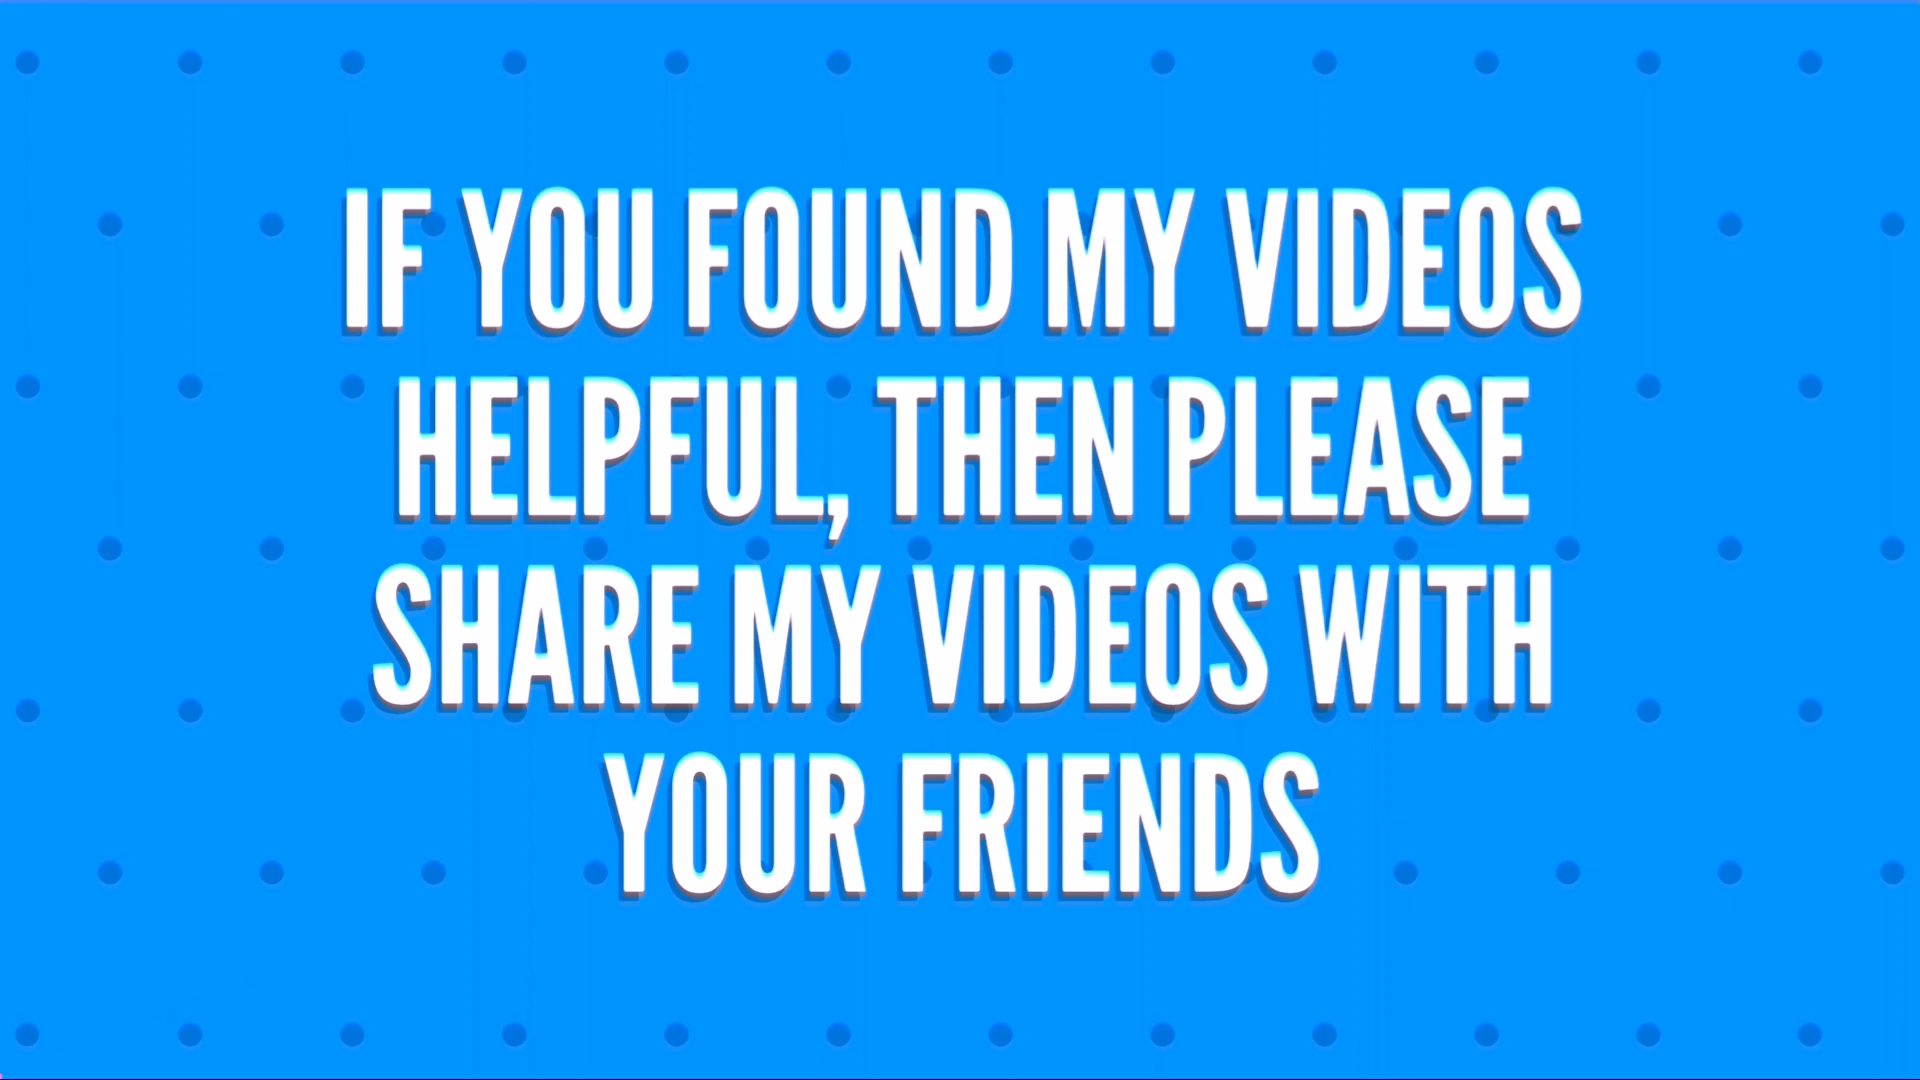 IF YOU FOUND MY VIDEOS
HELPFUL, THEN PLEASE
SHARE MY VIDEOS WITH
YOUR FRIENDS